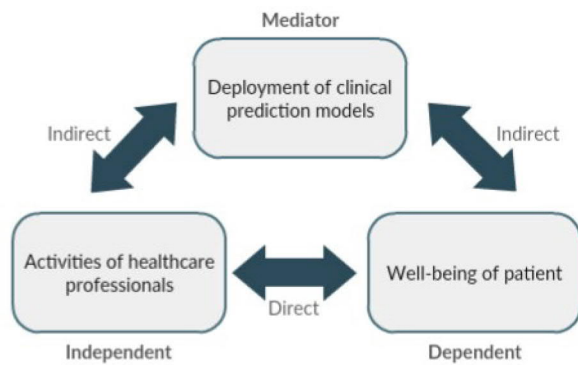 Mediator
Deployment of clinical
prediction models
Indirect
Indirect
Activities of healthcare
professionals
Direct
Well-being of patient
Independent
Dependent